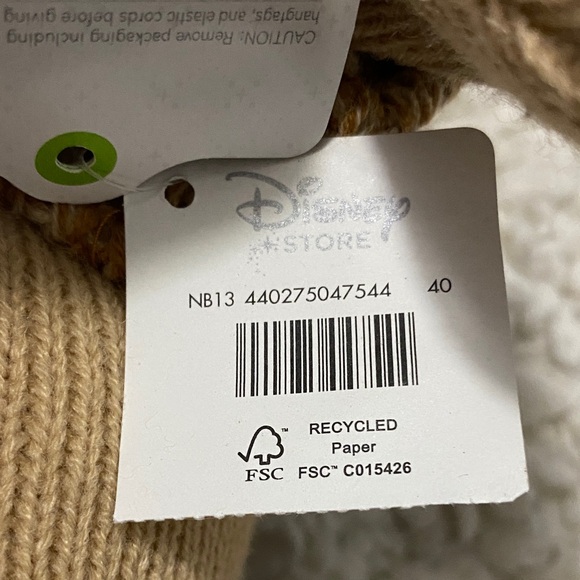 CAUTION: Remove packaging including
hangtags, and elastic cords before giving
Disney
STORE
NB13 440275047544 40
RECYCLED
Paper
FSC™ FSC™ C015426